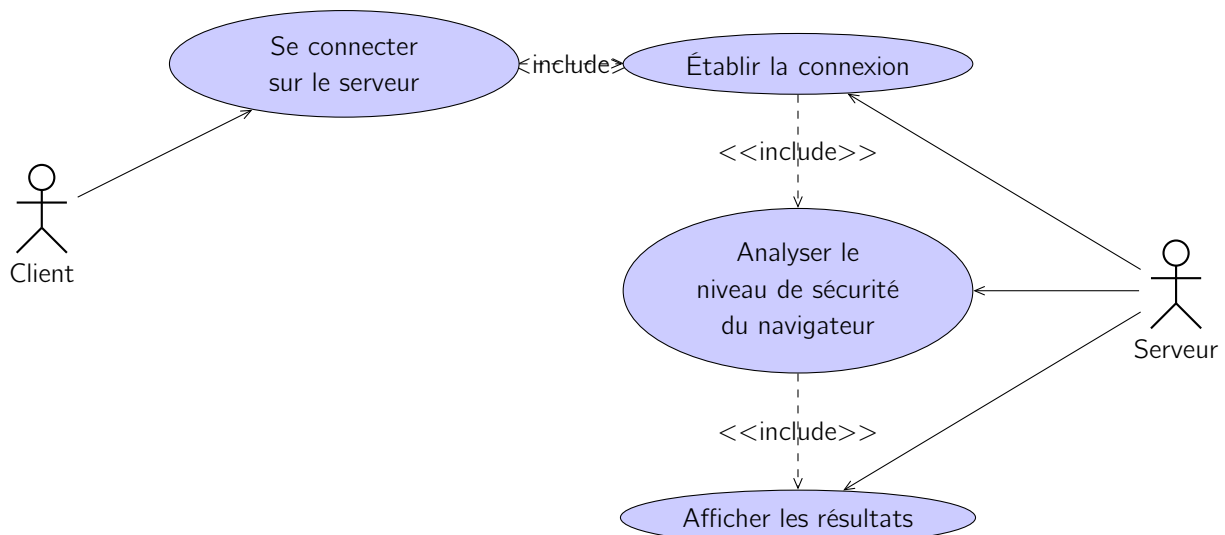 Se connecter
sur le serveur
<<include>>
Établir la connexion
<<include>>
Client
Analyser le
niveau de sécurité
du navigateur
Serveur
<<include>>
Afficher les résultats